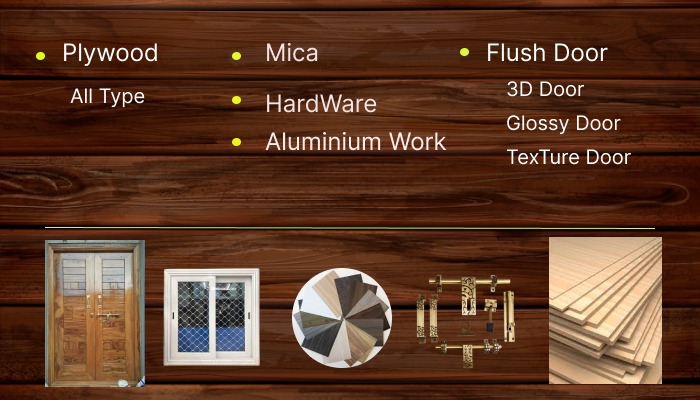 Plywood
All Type
Mica
HardWare
Aluminium Work
Flush Door
3D Door
Glossy Door
TexTure Door